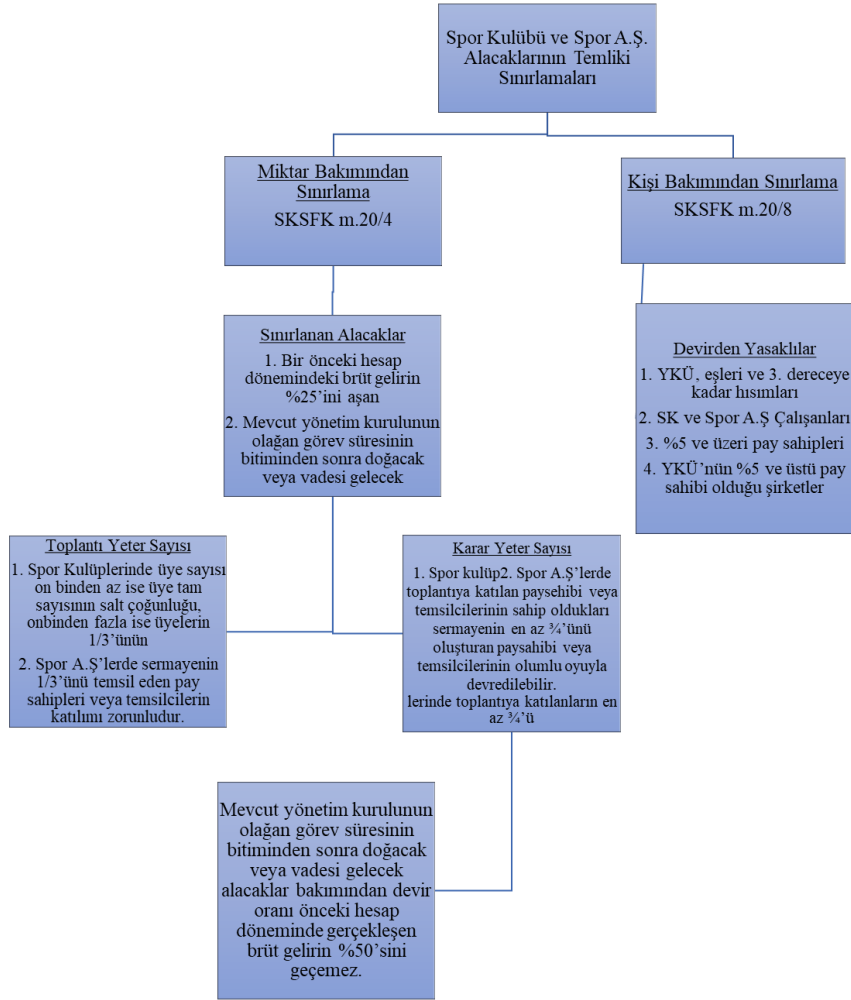 Spor Kulübü ve Spor A.Ş.
Alacaklarının Temliki
Sınırlamaları
Miktar Bakımından
Sınırlama
SKSFK m.20/4
Kişi Bakımından Sınırlama
SKSFK m.20/8
Sınırlanan Alacaklar
1. Bir önceki hesap
dönemindeki brüt gelirin
%25’ini aşan
2. Mevcut yönetim kurulunun
olağan görev süresinin
bitiminden sonra doğacak
veya vadesi gelecek
Devirden Yasaklılar
1. YKÜ, eşleri ve 3. dereceye
kadar hısımları
2. SK ve Spor A.Ş Çalışanları
3. %5 ve üzeri pay sahipleri
4. YKÜ’nün %5 ve üstü pay
sahibi olduğu şirketler
Toplantı Yeter Sayısı
1. Spor Kulüplerinde üye sayısı
on binden az ise üye tam
sayısının salt çoğunluğu,
onbinden fazla ise üyelerin
1/3’ünün
2. Spor A.Ş’lerde sermayenin
1/3’ünü temsil eden pay
sahipleri veya temsilcilerin
katılımı zorunludur.
Karar Yeter Sayısı
1. Spor kulüp2. Spor A.Ş’lerde
toplantıya katılan paysehibi veya
temsilcilerinin sahip oldukları
sermayenin en az ¾’ünü
oluşturan paysahibi veya
temsilcilerinin olumlu oyuyla
devredilebilir.
lerinde toplantıya katılanların en
az ¾’ü
Mevcut yönetim kurulunun
olağan görev süresinin
bitiminden sonra doğacak
veya vadesi gelecek
alacaklar bakımından devir
oranı önceki hesap
döneminde gerçekleşen
brüt gelirin %50’sini
geçemez.